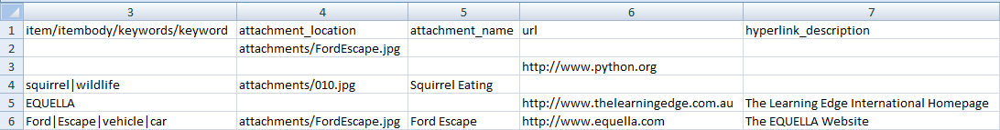 3 4 5 6 7
1 item/itembody/keywords/keyword attachment_location attachment_name url hyperlink_description
2 attachments/FordEscape.jpg
3 http://www.python.org
4 squirrel|wildlife attachments/010.jpg Squirrel Eating
5 EQUELLA http://www.thelearningedge.com.au The Learning Edge International Homepage
6 Ford|Escape|vehicle|car attachments/FordEscape.jpg Ford Escape http://www.equella.com The EQUELLA Website